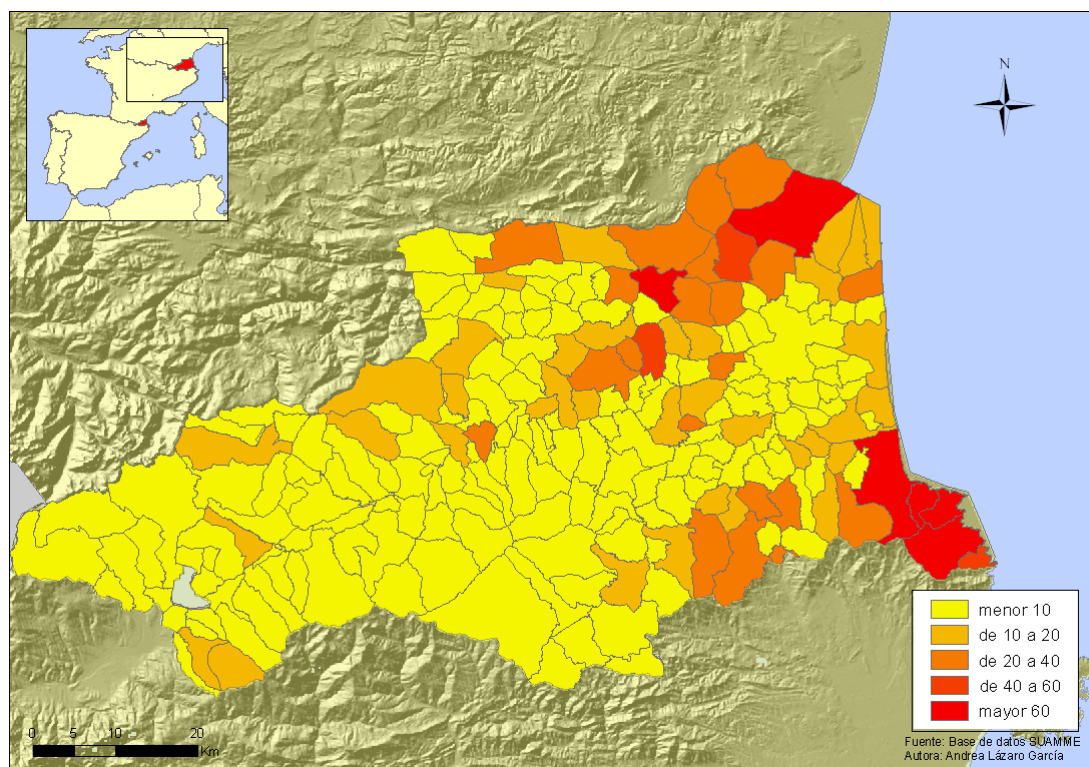 N
menor 10
de 10 a 20
de 20 a 40
de 40 a 60
mayor 60
0 5 10 20
Km
Fuente: Base de datos SUAMME
Autora: Andrea Lázaro García